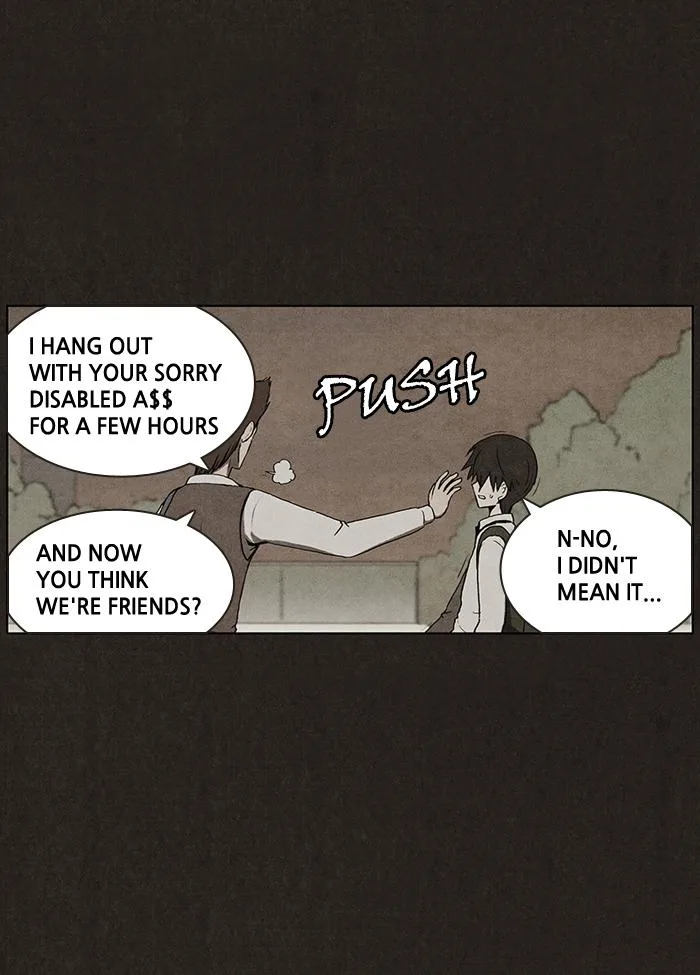 I HANG OUT
WITH YOUR SORRY
DISABLED A$$
FOR A FEW HOURS
PUSH
AND NOW
YOU THINK
WE'RE FRIENDS?
N-NO,
I DIDN'T
MEAN IT...